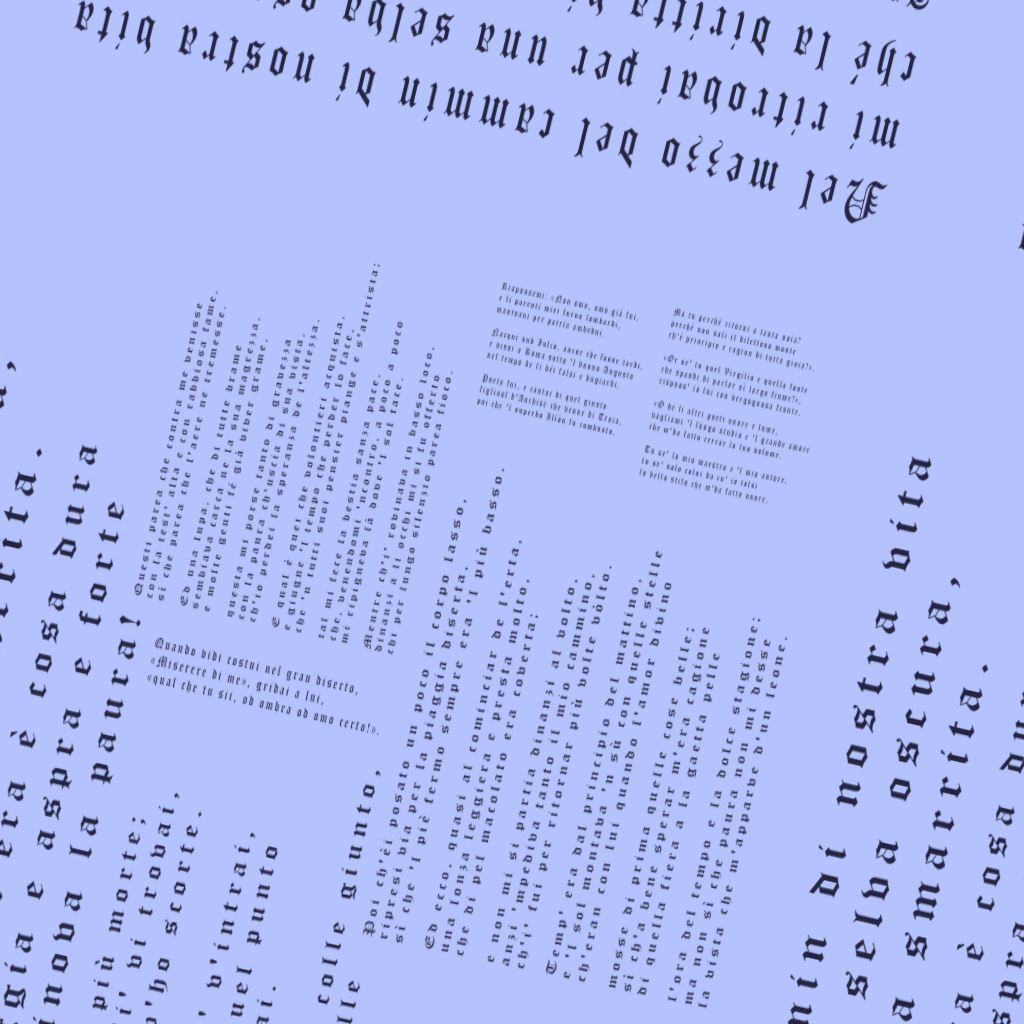 Nel mezzo del cammin di nostra vita
mi ritrovai per una selva
ché la diritta
rita.
era è cosa dura
e aspra e forte
la paura!
più morte;
i' vi trovai,
v'ho scorte.
v'intrai,
uel punto
colle giunto,
Poi ch'èi posato un poco il corpo lasso,
ripresi via per la piaggia diserta,
sì che 'l piè fermo sempre era 'l più basso.
Ed ecco, quasi al cominciar de l'erta,
una lonza leggiera e presta molto,
che di pel macolato era coverta;
e non mi si partia dinanzi al volto,
anzi 'mpediva tanto il mio cammino,
ch'i' fui per ritornar più volte vòlto.
Temp' era dal principio del mattino,
e 'l sol montava 'n sù con quelle stelle
ch'eran con lui quando l'amor divino
mosse di prima quelle cose belle;
sì ch'a bene sperar m'era cagione
di quella fiera a la gaetta pelle
l'ora del tempo e la dolce stagione;
ma non sì che paura non mi desse
la vista che m'apparve d'un leone.
Questi parea che contra me venisse
con la test' alta e con rabbiosa fame,
sì che parea che l'aere ne tremesse.
Ed una lupa, che di tutte brame
sembiava carca ne la sua magrezza,
e molte genti fé già viver grame,
questa mi porse tanto di gravezza
con la paura ch'uscia di sua vista,
ch'io perdei la speranza de l'altezza.
E qual è quei che volontieri acquista,
e giugne 'l tempo che perder lo face,
che 'n tutti suoi pensier piange e s'attrista;
tal mi fece la bestia sanza pace,
che, venendomi 'ncontro, a poco a poco
mi ripigneva là dove 'l sol tace.
Mentre ch'i' rovinava in basso loco,
dinanzi a li occhi mi si fu offerto
chi per lungo silenzio parea fioco.
Quando vidi costui nel gran diserto,
«Miserere di me», gridai a lui,
«qual che tu sii, od ombra od omo certo!».
Rispuosemi: «Non omo, omo già fui,
e li parenti miei furon lombardi,
mantoani per patrïa ambedui.
Nacqui sub Iulio, ancor che fosse tardi,
e vissi a Roma sotto 'l buono Augusto
nel tempo de li dèi falsi e bugiardi.
Poeta fui, e cantai di quel giusto
figliuol d'Anchise che venne di Troia,
poi che 'l superbo Ilïón fu combusto.
Ma tu perché ritorni a tanta noia?
perché non sali il dilettoso monte
ch'è principio e cagion di tutta gioia?».
«Or se' tu quel Virgilio e quella fonte
che spandi di parlar sì largo fiume?»,
rispuos' io lui con vergognosa fronte.
«O de li altri poeti onore e lume,
vagliami 'l lungo studio e 'l grande amore
che m'ha fatto cercar lo tuo volume.
Tu se' lo mio maestro e 'l mio autore,
tu se' solo colui da cu' io tolsi
lo bello stilo che m'ha fatto onore.
di nostra vita
selva oscura,
smarrita.
è cosa